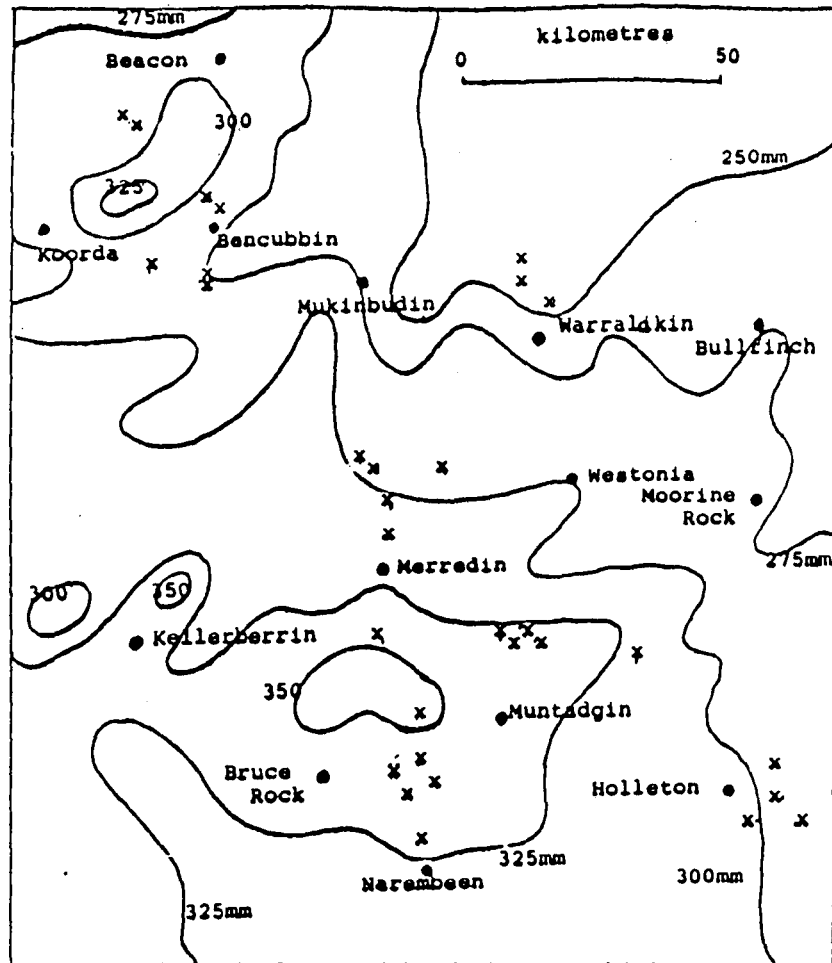 275mm
kilometres
0
50
Beacon
300
250mm
325
Koorda
Bencubbin
Mukinbudin
Warralikin
Bullfinch
Westonia
Moorine
Rock
Merredin
275mm
300
350
Kellerberrin
350
Muntadgin
Bruce
Rock
Holleton
325mm
300mm
Narembeen
325mm